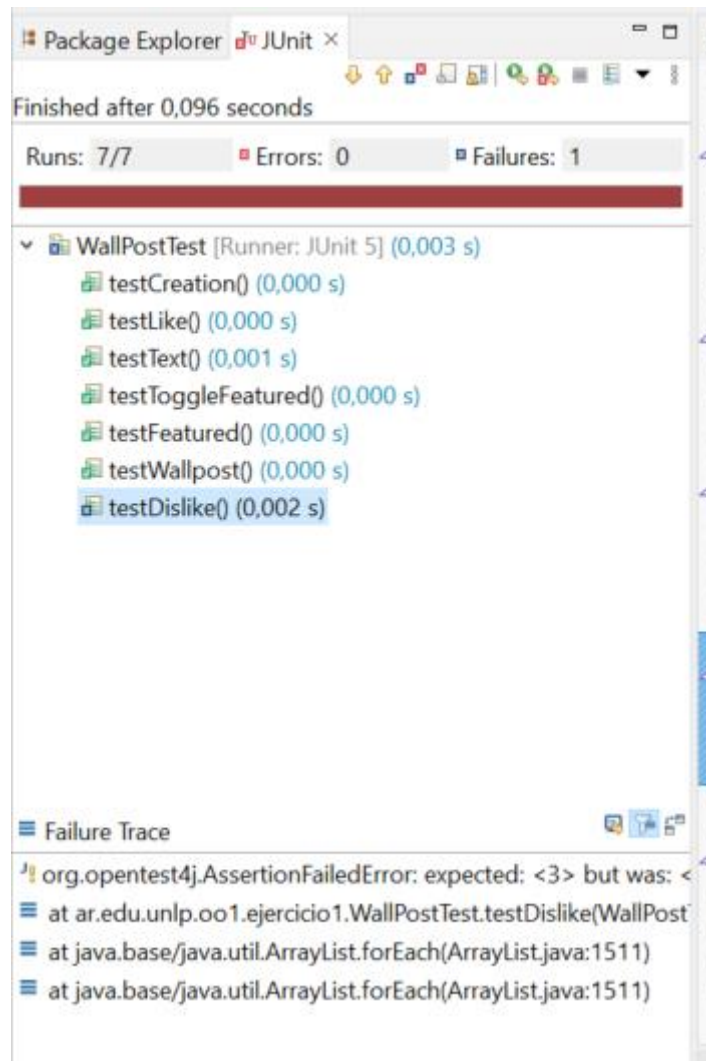 Package Explorer JUnit
Finished after 0,096 seconds
Runs: 7/7 Errors: 0 Failures: 1
WallPostTest [Runner: JUnit 5] (0,003 s)
testCreation() (0,000 s)
testLike() (0,000 s)
testText() (0,001 s)
testToggleFeatured() (0,000 s)
testFeatured() (0,000 s)
testWallpost() (0,000 s)
testDislike() (0,002 s)
Failure Trace
org.opentest4j.AssertionFailedError: expected: <3> but was: <
at ar.edu.unlp.oo1.ejercicio1.WallPostTest.testDislike(WallPost
at java.base/java.util.ArrayList.forEach(ArrayList.java:1511)
at java.base/java.util.ArrayList.forEach(ArrayList.java:1511)